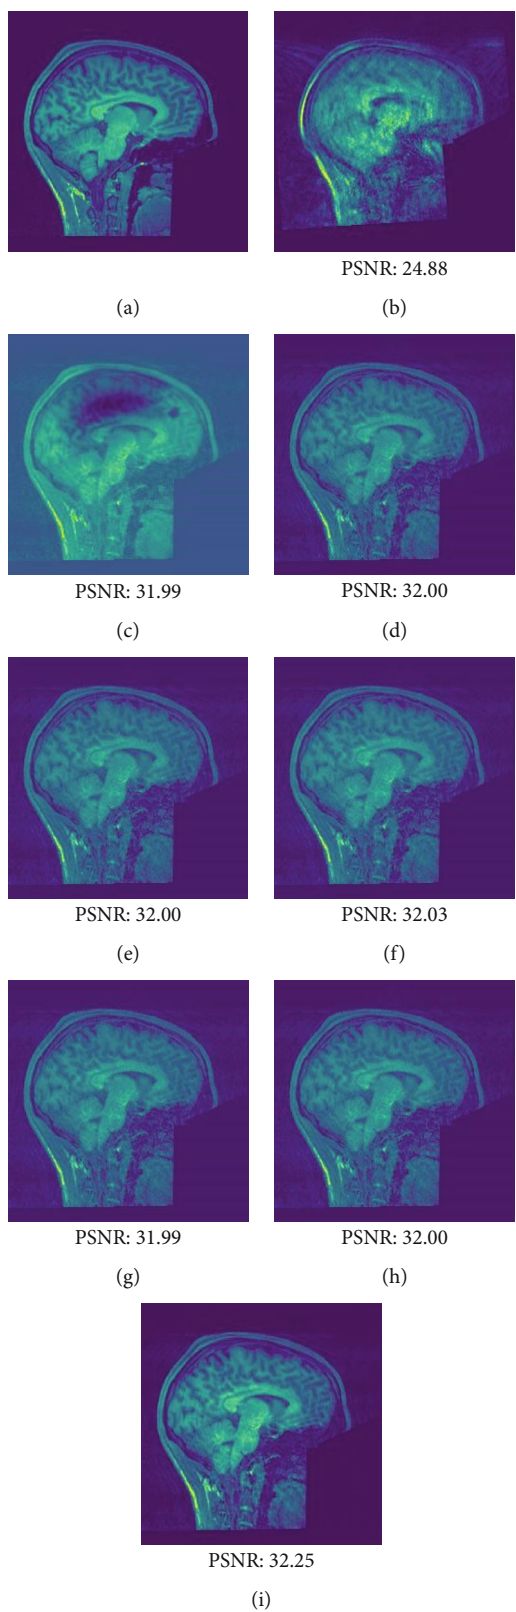 (a)
PSNR: 24.88
(b)
PSNR: 31.99
(c)
PSNR: 32.00
(d)
PSNR: 32.00
(e)
PSNR: 32.03
(f)
PSNR: 31.99
(g)
PSNR: 32.00
(h)
PSNR: 32.25
(i)